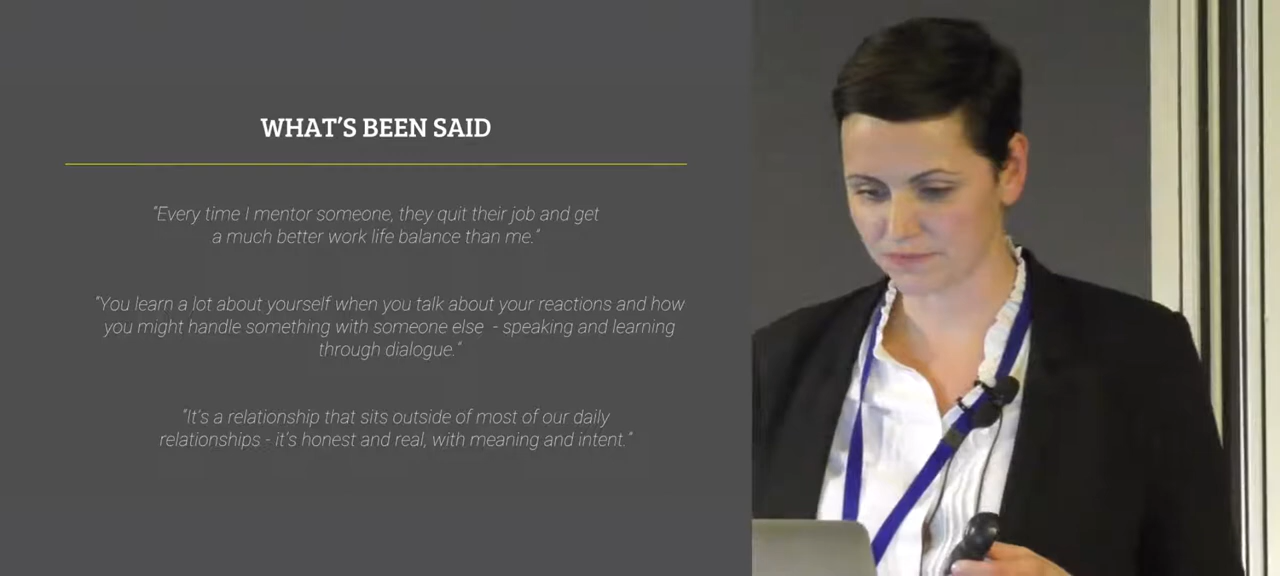 WHAT'S BEEN SAID
"Every time I mentor someone, they quit their job and get
a much better work life balance than me."
"You learn a lot about yourself when you talk about your reactions and how
you might handle something with someone else - speaking and learning
through dialogue."
"It's a relationship that sits outside of most of our daily
relationships - it's honest and real, with meaning and intent."